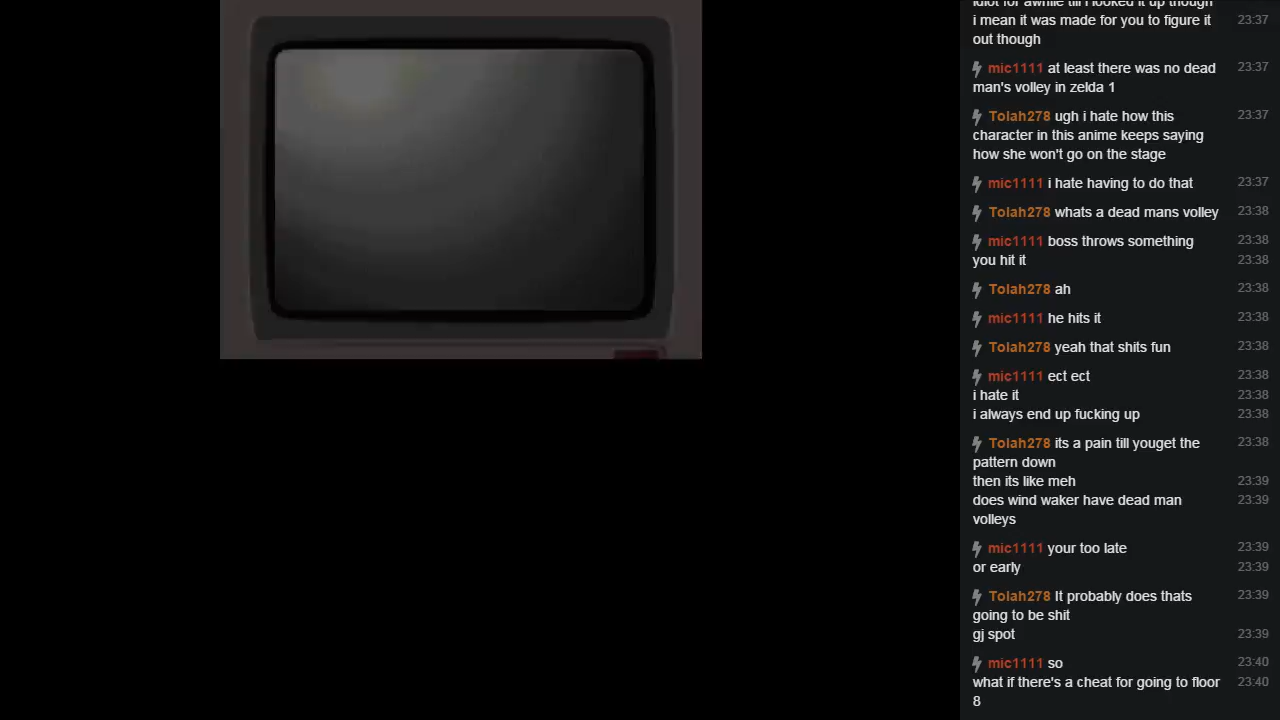 idiot for awhile till i looked it up though
i mean it was made for you to figure it 23:37
out though
mic1111 at least there was no dead 23:37
man's volley in zelda 1
Tolah278 ugh i hate how this 23:37
character in this anime keeps saying
how she won't go on the stage
mic1111 i hate having to do that 23:37
Tolah278 whats a dead mans volley 23:38
mic1111 boss throws something 23:38
you hit it 23:38
Tolah278 ah 23:38
mic1111 he hits it 23:38
Tolah278 yeah that shits fun 23:38
mic1111 ect ect 23:38
i hate it 23:38
i always end up fucking up 23:38
Tolah278 its a pain till youget the 23:38
pattern down
then its like meh 23:39
does wind waker have dead man 23:39
volleys
mic1111 your too late 23:39
or early 23:39
Tolah278 It probably does thats 23:39
going to be shit
gj spot 23:39
mic1111 so 23:40
what if there's a cheat for going to floor 23:40
8